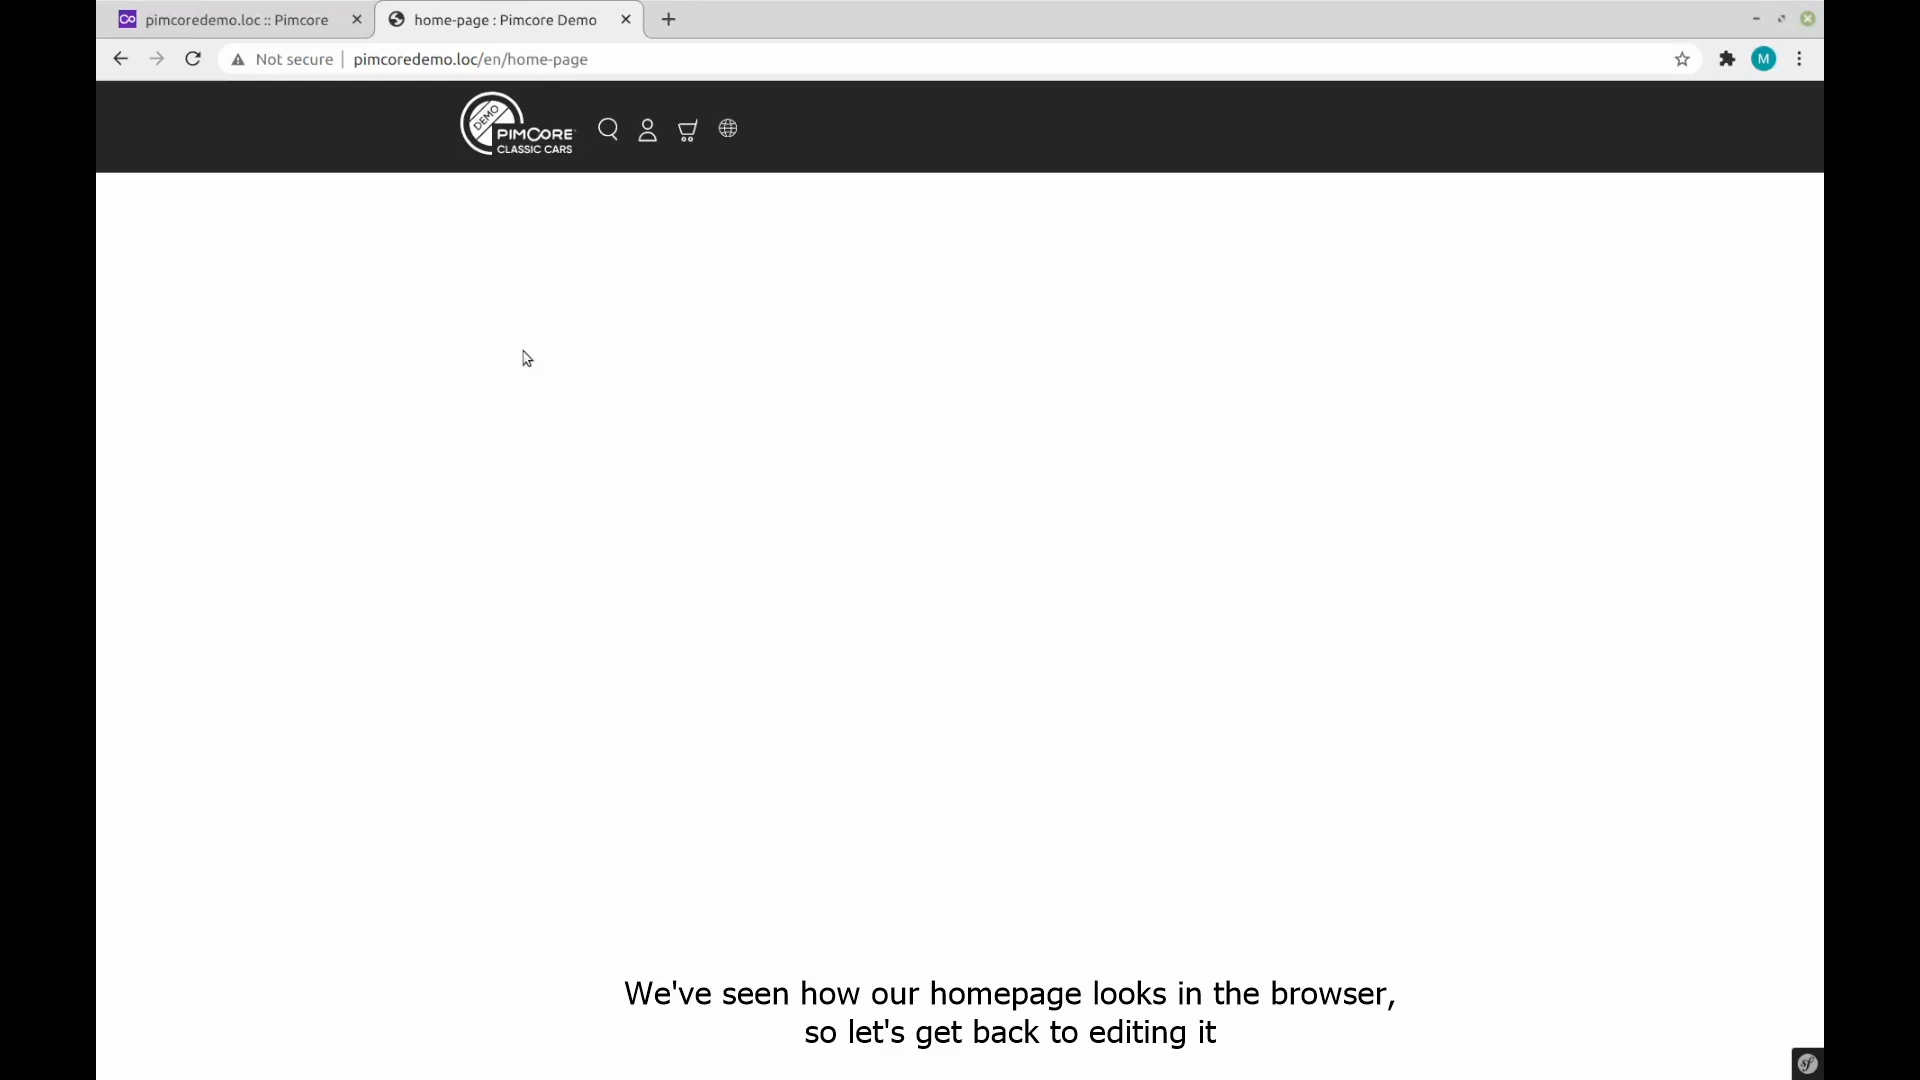 pimcoredemo.loc :: Pimcore
home-page : Pimcore Demo
Not secure
pimcoredemo.loc/en/home-page
M
DEMO
PIMCORE
CLASSIC CARS
We've seen how our homepage looks in the browser,
so let's get back to editing it
sf